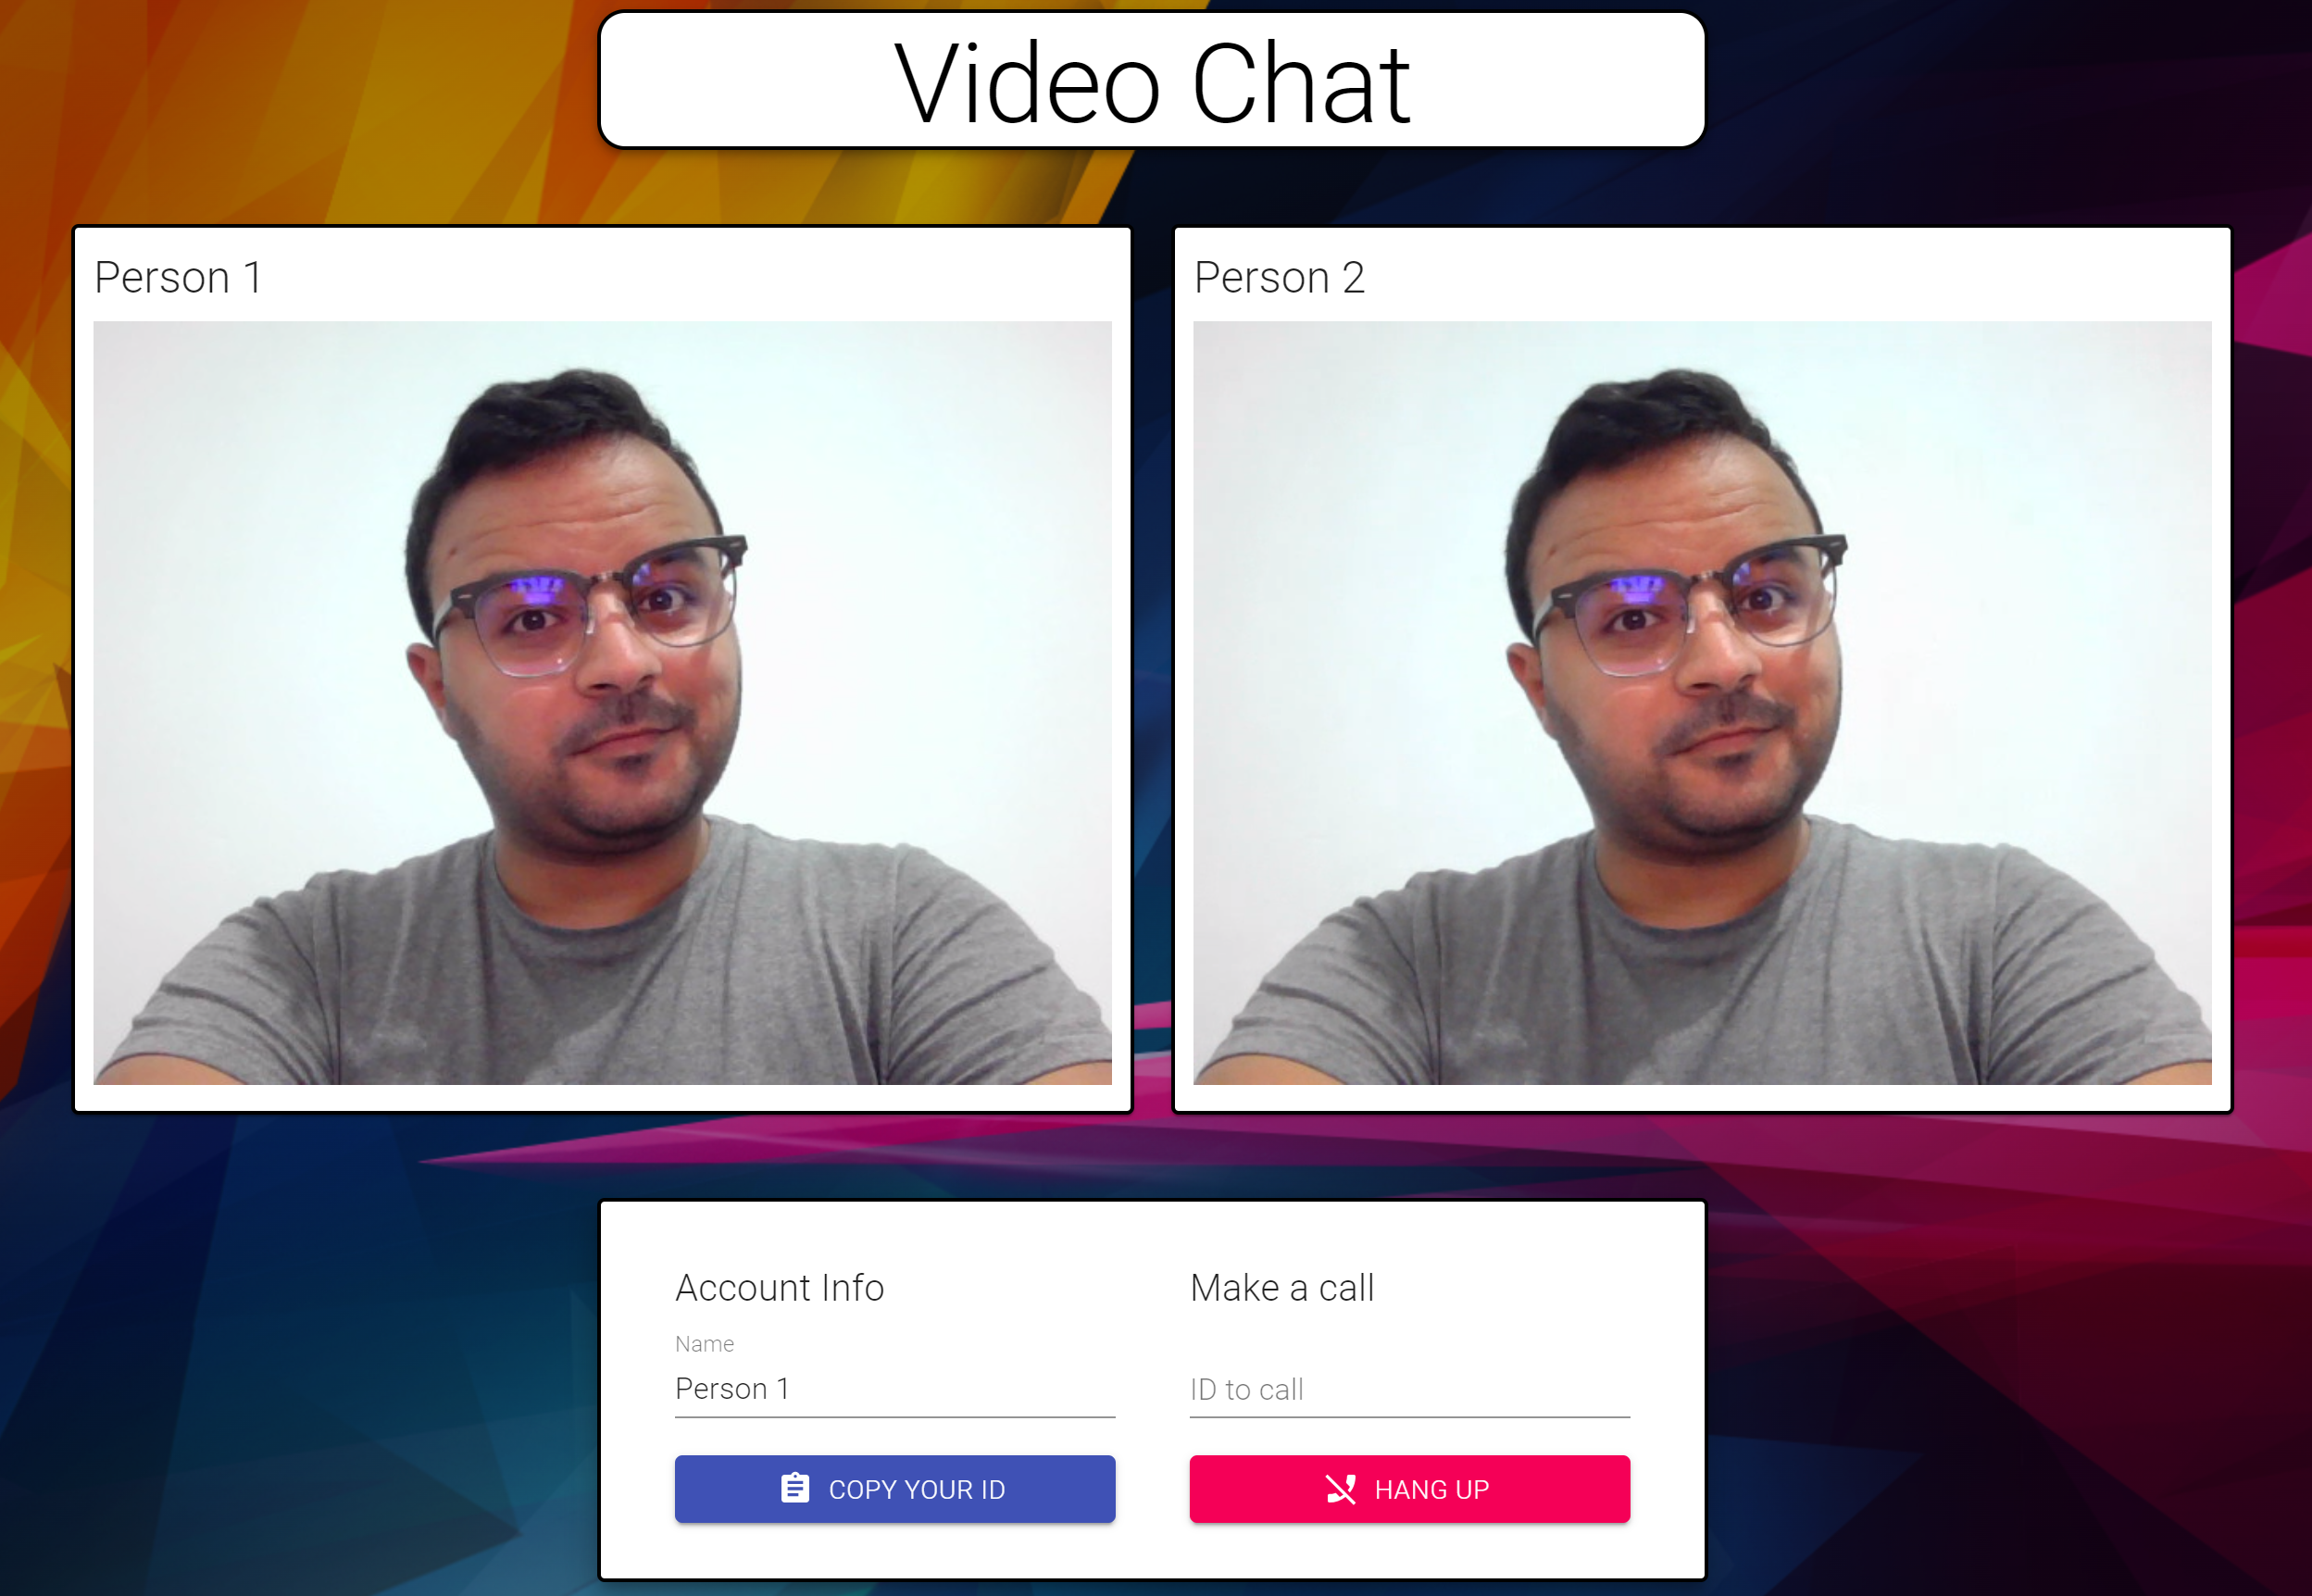 Video Chat
Person 1
Person 2
Account Info
Make a call
Name
Person 1
ID to call
COPY YOUR ID
HANG UP